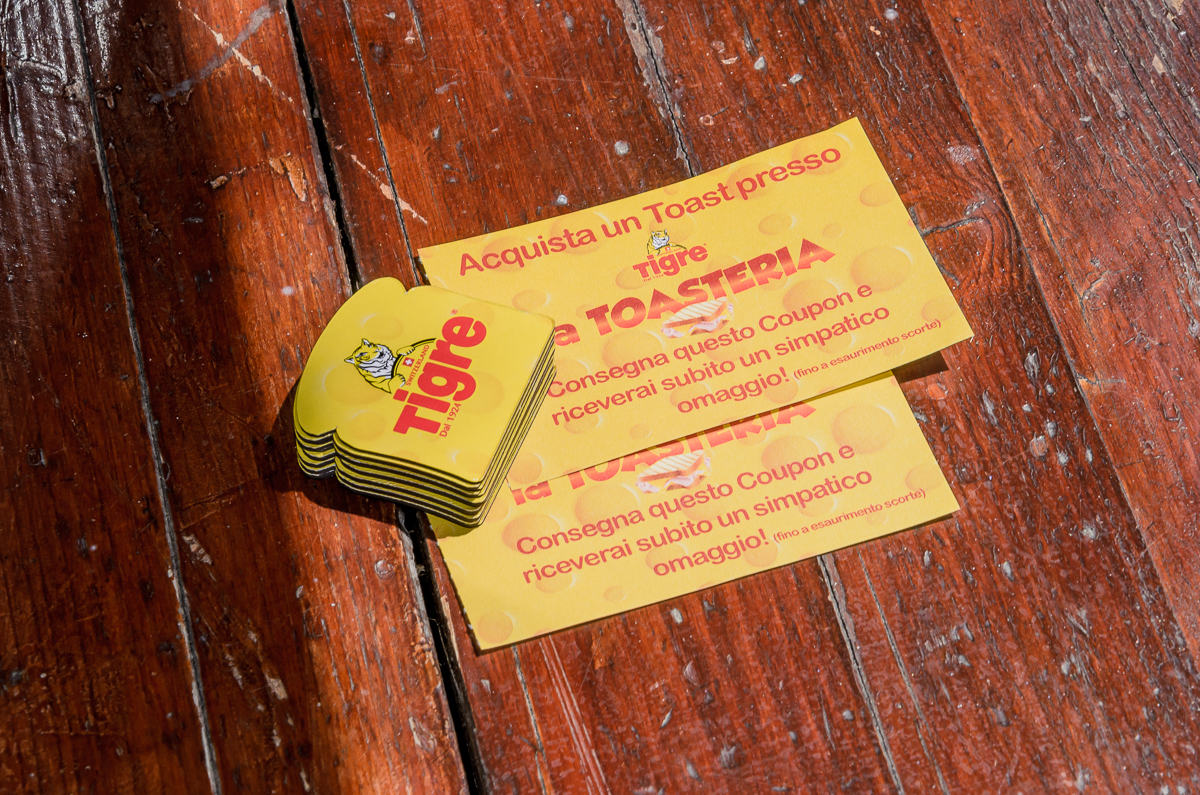 Acquista un Toast presso
Tigre
la TOASTERIA
Consegna questo Coupon e
riceverai subito un simpatico
omaggio! (fino a esaurimento scorte)
SWITZERLAND
Tigre
Dal 1924
la TOASTERIA
Consegna questo Coupon e
riceverai subito un simpatico
omaggio! (fino a esaurimento scorte)